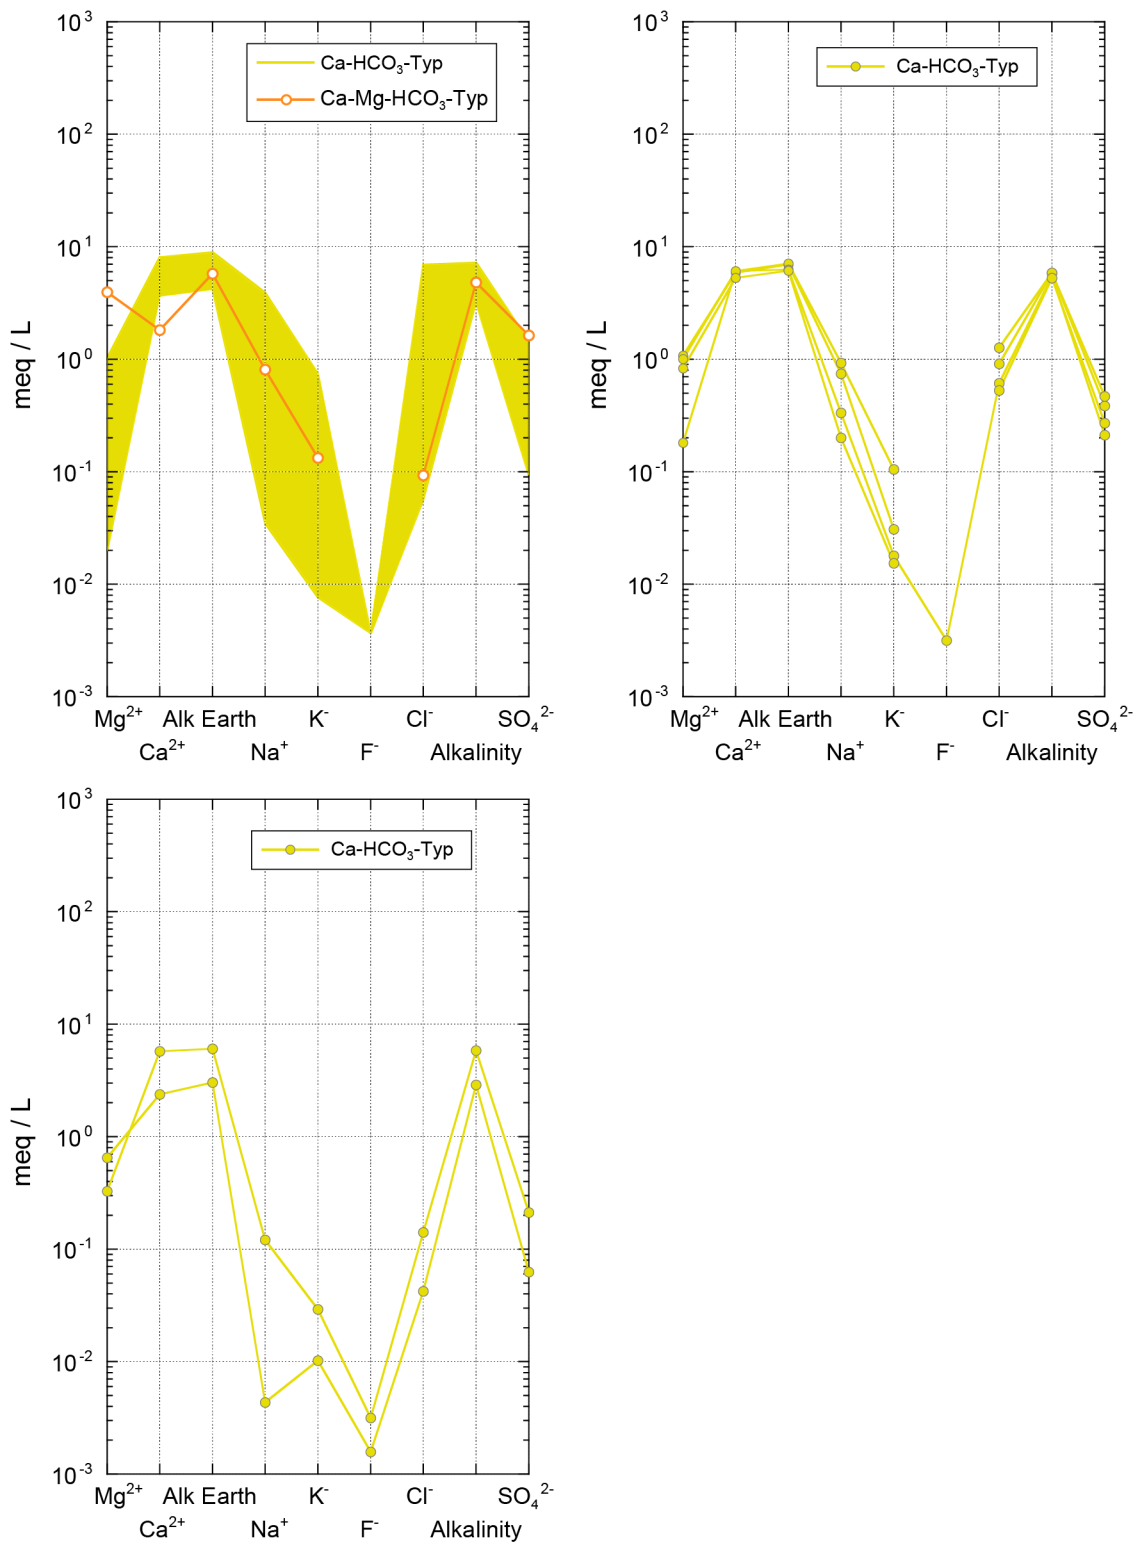 10³
10²
10¹
10⁰
10⁻¹
10⁻²
10⁻³
meq / L
Ca-HCO₃-Typ
Ca-Mg-HCO₃-Typ
Mg²⁺ Alk Earth K⁻ Cl⁻ SO₄²⁻
Ca²⁺ Na⁺ F⁻ Alkalinity
10³
10²
10¹
10⁰
10⁻¹
10⁻²
10⁻³
meq / L
Ca-HCO₃-Typ
Mg²⁺ Alk Earth K⁻ Cl⁻ SO₄²⁻
Ca²⁺ Na⁺ F⁻ Alkalinity
10³
10²
10¹
10⁰
10⁻¹
10⁻²
10⁻³
meq / L
Ca-HCO₃-Typ
Mg²⁺ Alk Earth K⁻ Cl⁻ SO₄²⁻
Ca²⁺ Na⁺ F⁻ Alkalinity